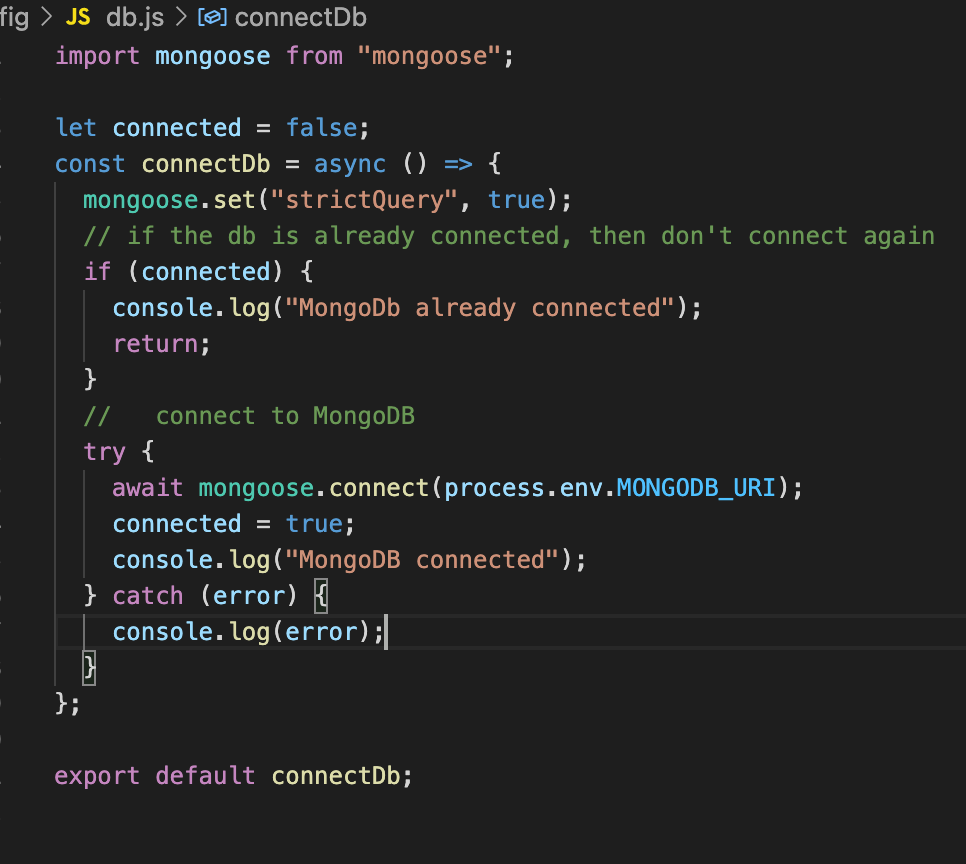 fig > JS db.js > connectDb
import mongoose from "mongoose";
let connected = false;
const connectDb = async () => {
mongoose.set("strictQuery", true);
// if the db is already connected, then don't connect again
if (connected) {
console.log("MongoDb already connected");
return;
}
//   connect to MongoDB
try {
await mongoose.connect(process.env.MONGODB_URI);
connected = true;
console.log("MongoDB connected");
} catch (error) {
console.log(error);
}
};
export default connectDb;